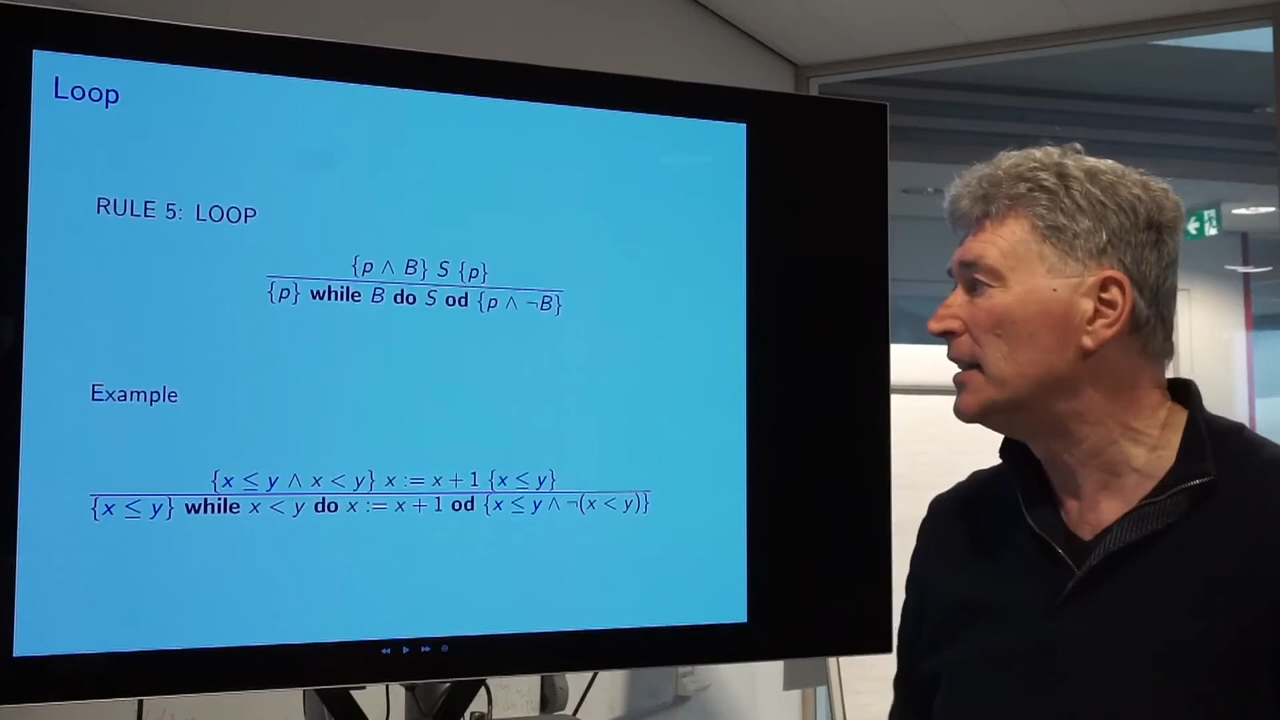 Loop
RULE 5: LOOP
{p ∧ B} S {p}
{p} while B do S od {p ∧ ¬B}
Example
{x ≤ y ∧ x < y} x := x + 1 {x ≤ y}
{x ≤ y} while x < y do x := x + 1 od {x ≤ y ∧ ¬(x < y)}